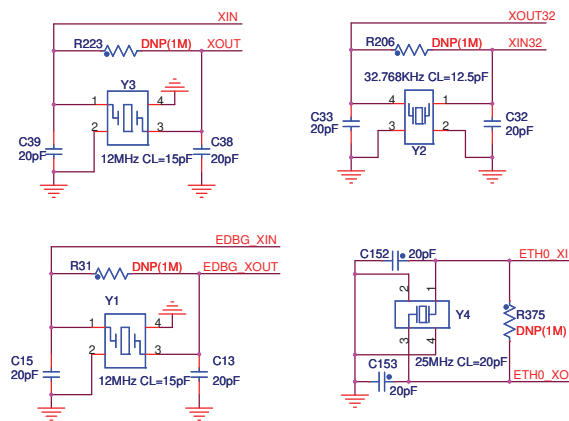 XIN
R223 DNP(1M) XOUT
Y3
1 4
2 3
C39 20pF
C38 20pF
12MHz CL=15pF
XOUT32
R206 DNP(1M) XIN32
32.768KHz CL=12.5pF
4 1
3 2
C33 20pF
C32 20pF
Y2
EDBG_XIN
R31 DNP(1M) EDBG_XOUT
Y1
1 4
2 3
C15 20pF
C13 20pF
12MHz CL=15pF
C152 20pF ETH0_XI
2 1
Y4
R375 DNP(1M)
3 4
25MHz CL=20pF
C153 20pF ETH0_XO